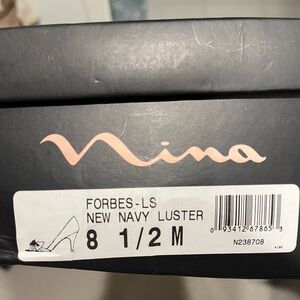 Nina
FORBES-LS
NEW NAVY LUSTER
8 1/2 M
0 93412 67865 3
N238708